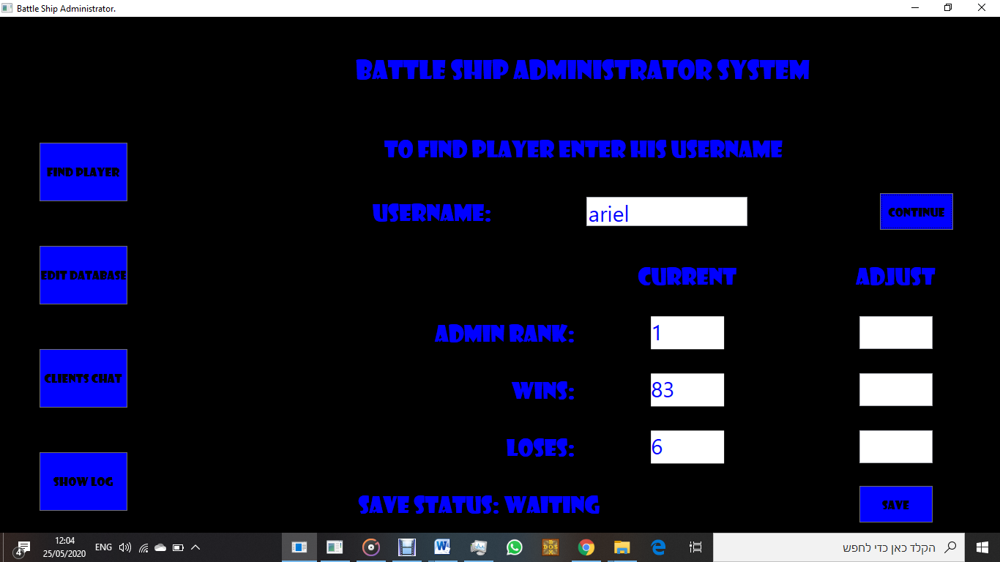 Battle Ship Administrator.
BATTLE SHIP ADMINISTRATOR SYSTEM
TO FIND PLAYER ENTER HIS USERNAME
FIND PLAYER
USERNAME: ariel CONTINUE
EDIT DATABASE
CURRENT ADJUST
ADMIN RANK: 1
CLIENTS CHAT
WINS: 83
LOSES: 6
SHOW LOG
SAVE STATUS: WAITING SAVE
4
12:04
25/05/2020
ENG
W
BOX
DOS
הקלד כאן כדי לחפש